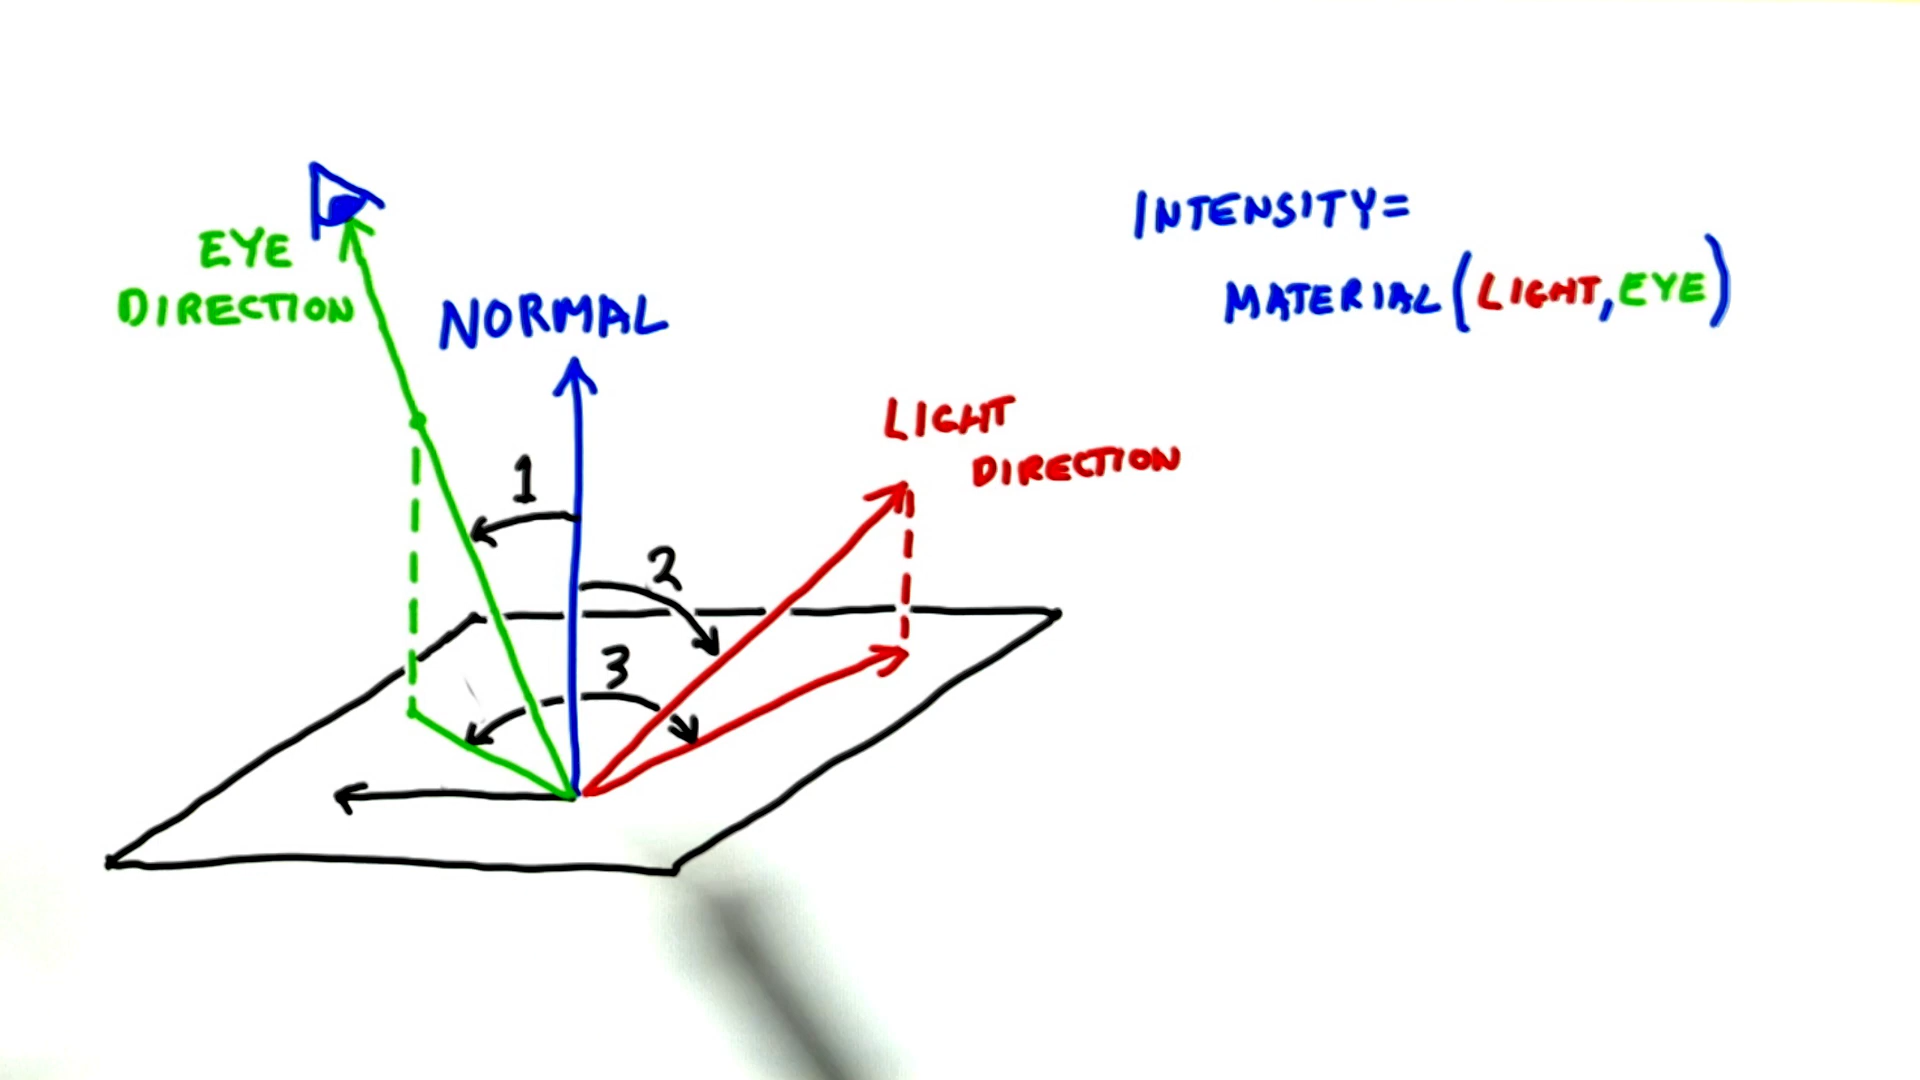 EYE
DIRECTION
NORMAL
LIGHT
DIRECTION
1
2
3
INTENSITY=
MATERIAL(LIGHT,EYE)